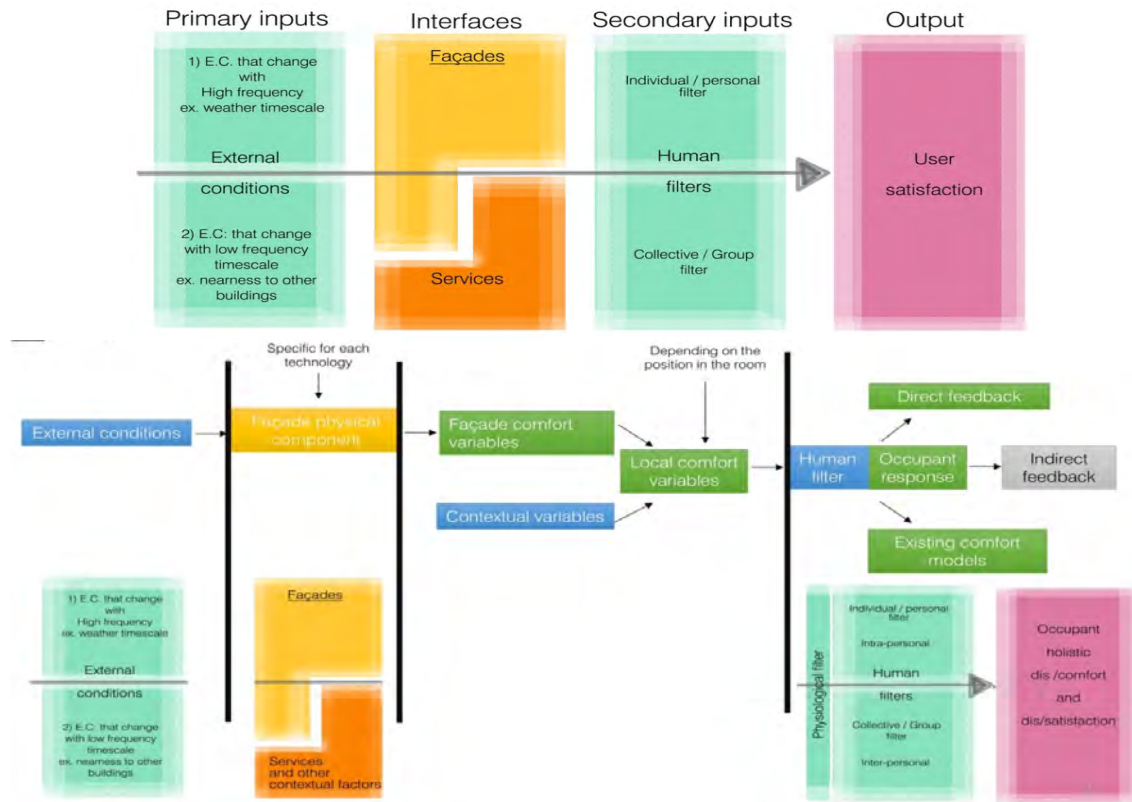 Primary inputs
Interfaces
Secondary inputs
Output
1) E.C. that change
with
High frequency
ex. weather timescale
External
conditions
2) E.C: that change
with low frequency
timescale
ex. nearness to other
buildings
Façades
Services
Individual / personal
filter
Human
filters
Collective / Group
filter
User
satisfaction
Specific for each
technology
Depending on the
position in the room
External conditions
Façade physical
component
Façade comfort
variables
Contextual variables
Local comfort
variables
Human
filter
Occupant
response
Direct feedback
Indirect
feedback
Existing comfort
models
1) E.C. that change
with
High frequency
ex. weather timescale
External
conditions
2) E.C: that change
with low frequency
timescale
ex. nearness to other
buildings
Façades
Services
and other
contextual factors
Physiological filter
Individual / personal
filter
Intra-personal
Human
filters
Collective / Group
filter
Inter-personal
Occupant
holistic
dis /comfort
and
dis/satisfaction